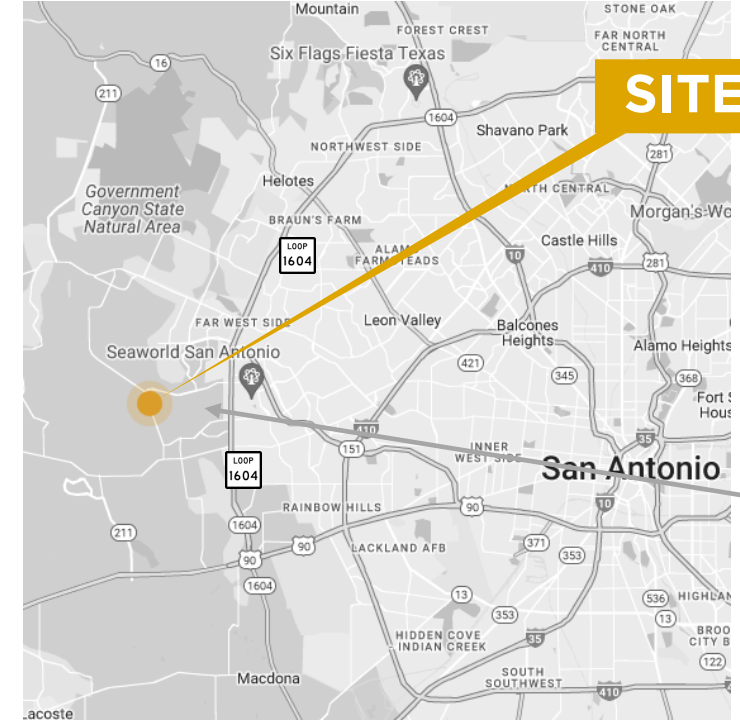 Mountain
STONE OAK
FOREST CREST
FAR NORTH
CENTRAL
Six Flags Fiesta Texas
16
211
SITE
1604
Shavano Park
NORTHWEST SIDE
281
Helotes
NORTH CENTRAL
Government
Canyon State
Natural Area
Morgan's Wo
BRAUN'S FARM
LOOP
1604
ALAMO
FARMSTEADS
Castle Hills
10
410
281
FAR WEST SIDE
Leon Valley
Balcones
Heights
Seaworld San Antonio
Alamo Heights
421
345
368
Fort S
Hous
410
151
35
INNER
WEST SIDE
San Antonio
LOOP
1604
RAINBOW HILLS
90
10
1604
211
90
90
LACKLAND AFB
371
353
1604
13
353
536
HIGHLAN
13
HIDDEN COVE
- INDIAN CREEK
35
BROO
CITY B
122
Macdona
SOUTH
SOUTHWEST
410
Lacoste